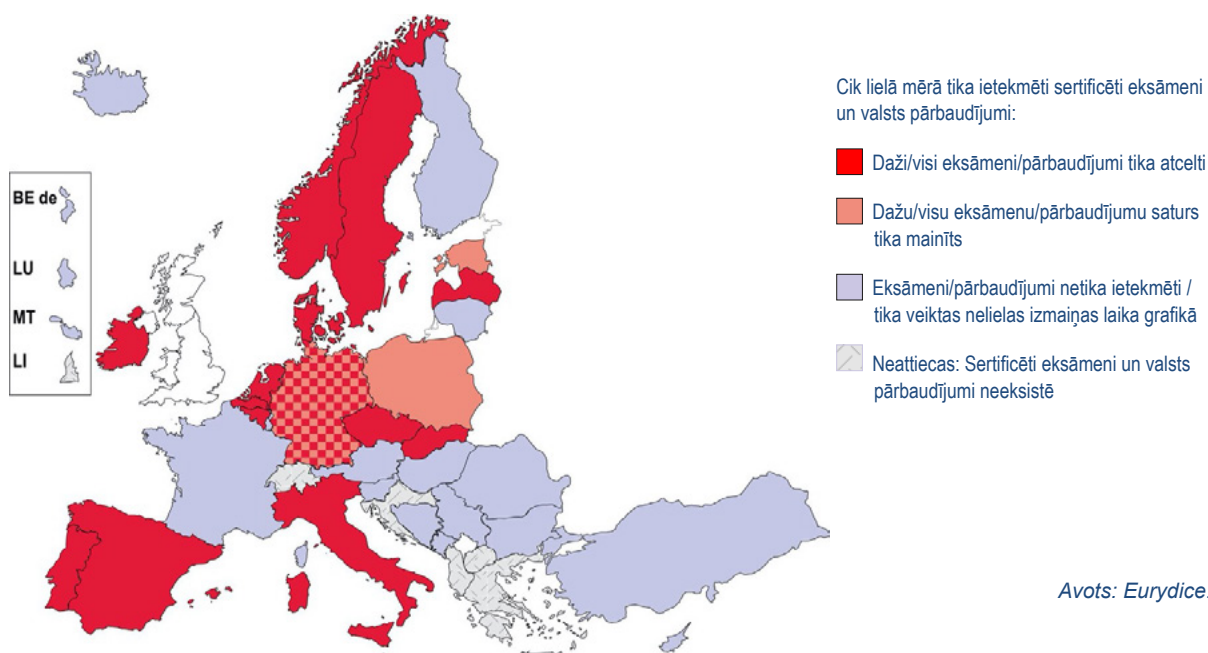 BE de
LU
MT
LI
Cik lielā mērā tika ietekmēti sertificēti eksāmeni
un valsts pārbaudījumi:
Daži/visi eksāmeni/pārbaudījumi tika atcelti
Dažu/visu eksāmenu/pārbaudījumu saturs
tika mainīts
Eksāmeni/pārbaudījumi netika ietekmēti /
tika veiktas nelielas izmaiņas laika grafikā
Neattiecas: Sertificēti eksāmeni un valsts
pārbaudījumi neeksistē
Avots: Eurydice.